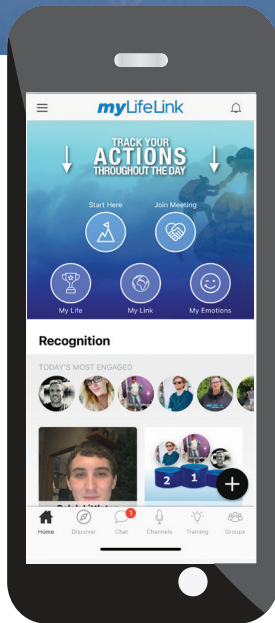 myLifeLink
TRACK YOUR
ACTIONS
THROUGHOUT THE DAY
Start Here
Join Meeting
My Life
My Link
My Emotions
Recognition
TODAY'S MOST ENGAGED
2 1
1
Home Discover Chat Channels Training Groups